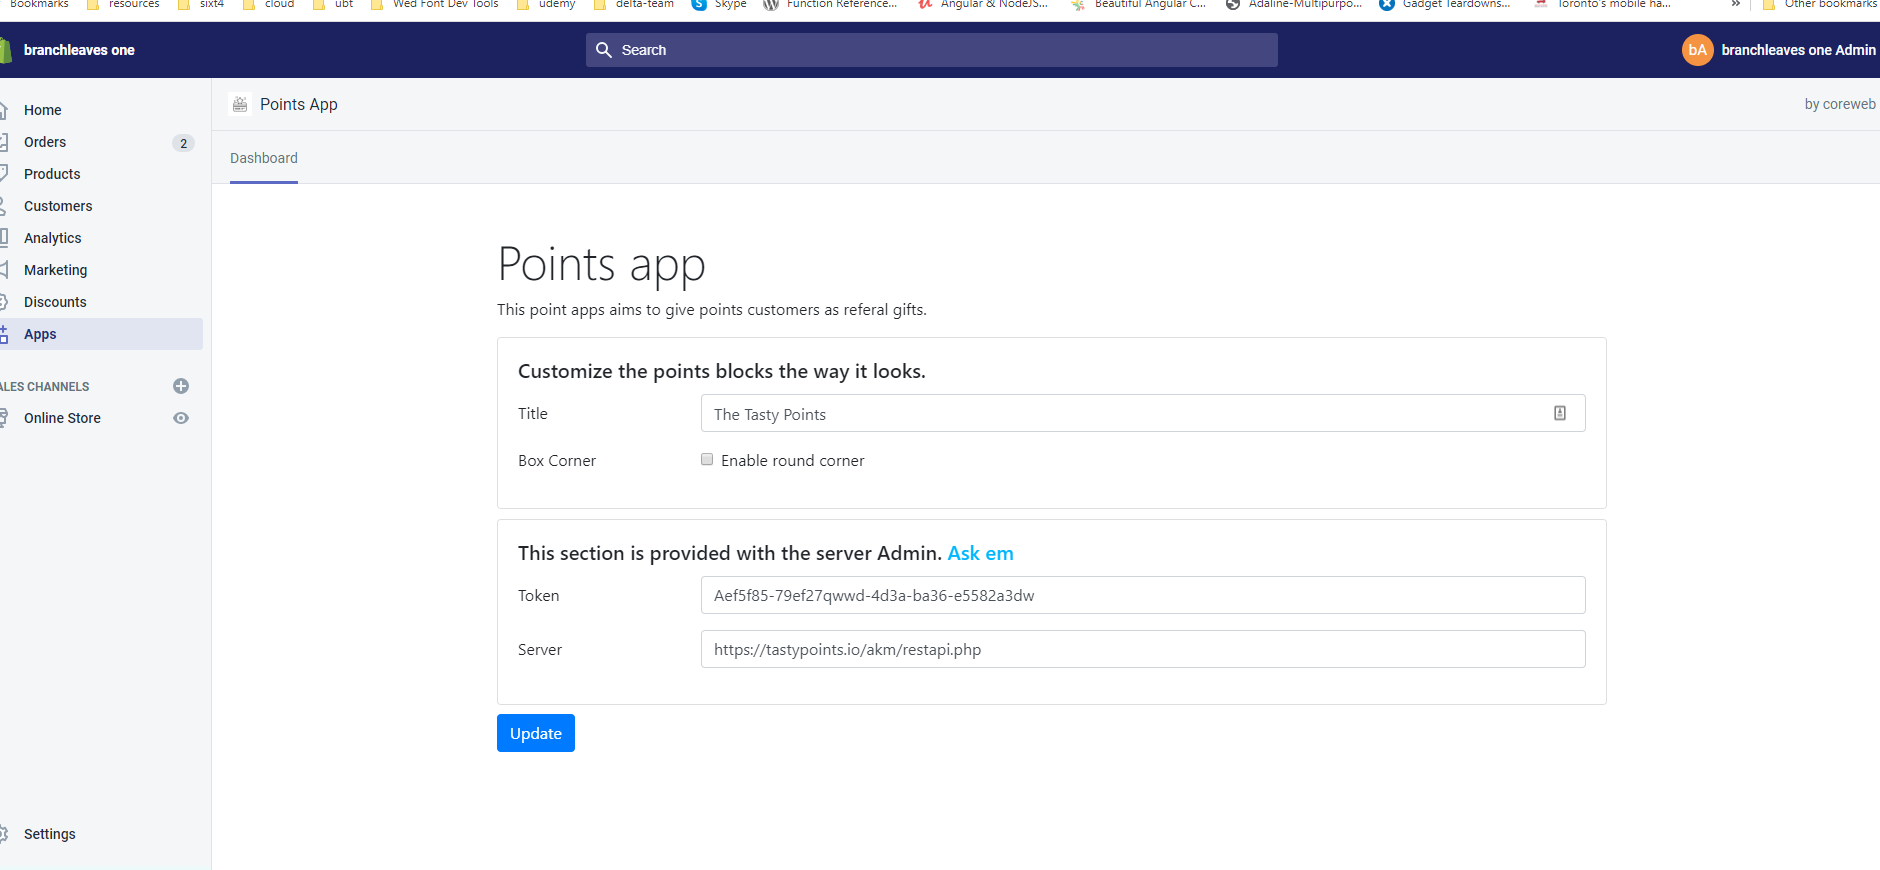 Bookmarks resources sixt4 cloud ubt Wed Font Dev Tools udemy delta-team Skype Function Reference... Angular & NodeJS... Beautiful Angular C... Adaline-Multipurpo... Gadget Teardowns... Toronto's mobile ha... » Other bookmarks
branchleaves one
Search
bA branchleaves one Admin
Home
Orders 2
Products
Customers
Analytics
Marketing
Discounts
Apps
ALES CHANNELS
Online Store
Settings
Points App
by coreweb
Dashboard
Points app
This point apps aims to give points customers as referal gifts.
Customize the points blocks the way it looks.
Title The Tasty Points
Box Corner Enable round corner
This section is provided with the server Admin. Ask em
Token Aef5f85-79ef27qwwd-4d3a-ba36-e5582a3dw
Server https://tastypoints.io/akm/restapi.php
Update